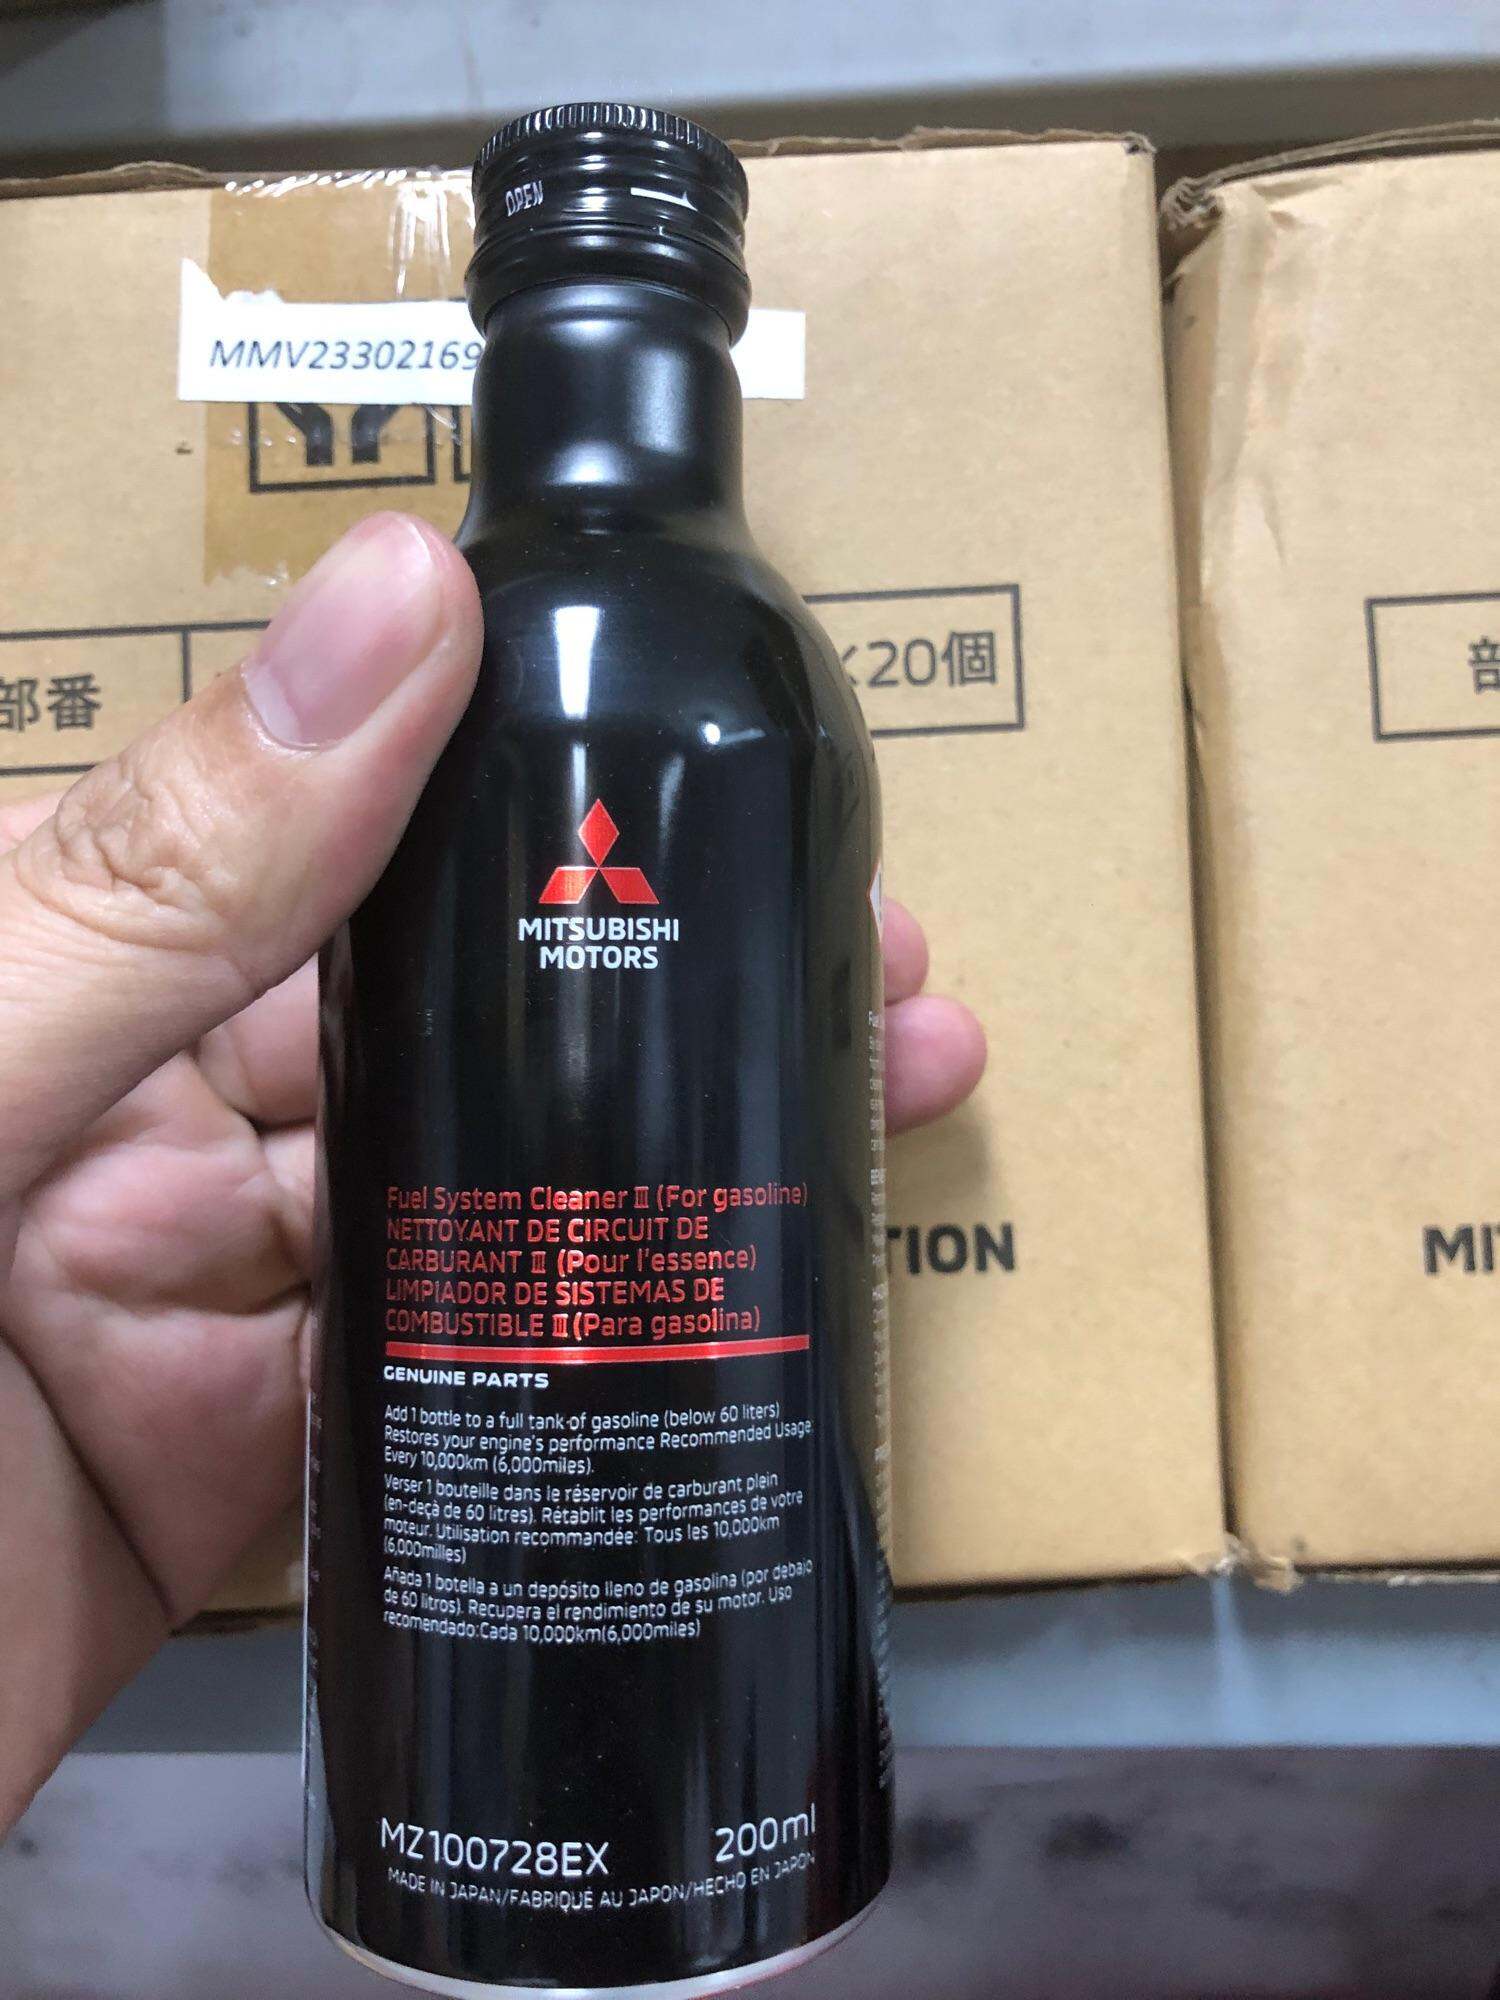 OPEN
MMV23302169
部番
20個
部
MITSUBISHI
MOTORS
Fuel System Cleaner Ⅲ (For gasoline)
NETTOYANT DE CIRCUIT DE
CARBURANT Ⅲ (Pour l'essence)
LIMPIADOR DE SISTEMAS DE
COMBUSTIBLE Ⅲ (Para gasolina)
GENUINE PARTS
Add 1 bottle to a full tank of gasoline (below 60 liters)
Restores your engine's performance Recommended Usage:
Every 10,000km (6,000miles).
Verser 1 bouteille dans le réservoir de carburant plein
(en-deçà de 60 litres). Rétablit les performances de votre
moteur. Utilisation recommandée: Tous les 10,000km
(6,000milles)
Añada 1 botella a un depósito lleno de gasolina (por debajo
de 60 litros). Recupera el rendimiento de su motor. Uso
recomendado:Cada 10,000km(6,000miles)
MZ100728EX 200ml
MADE IN JAPAN/FABRIQUÉ AU JAPON/HECHO EN JAPÓN
TION
MI